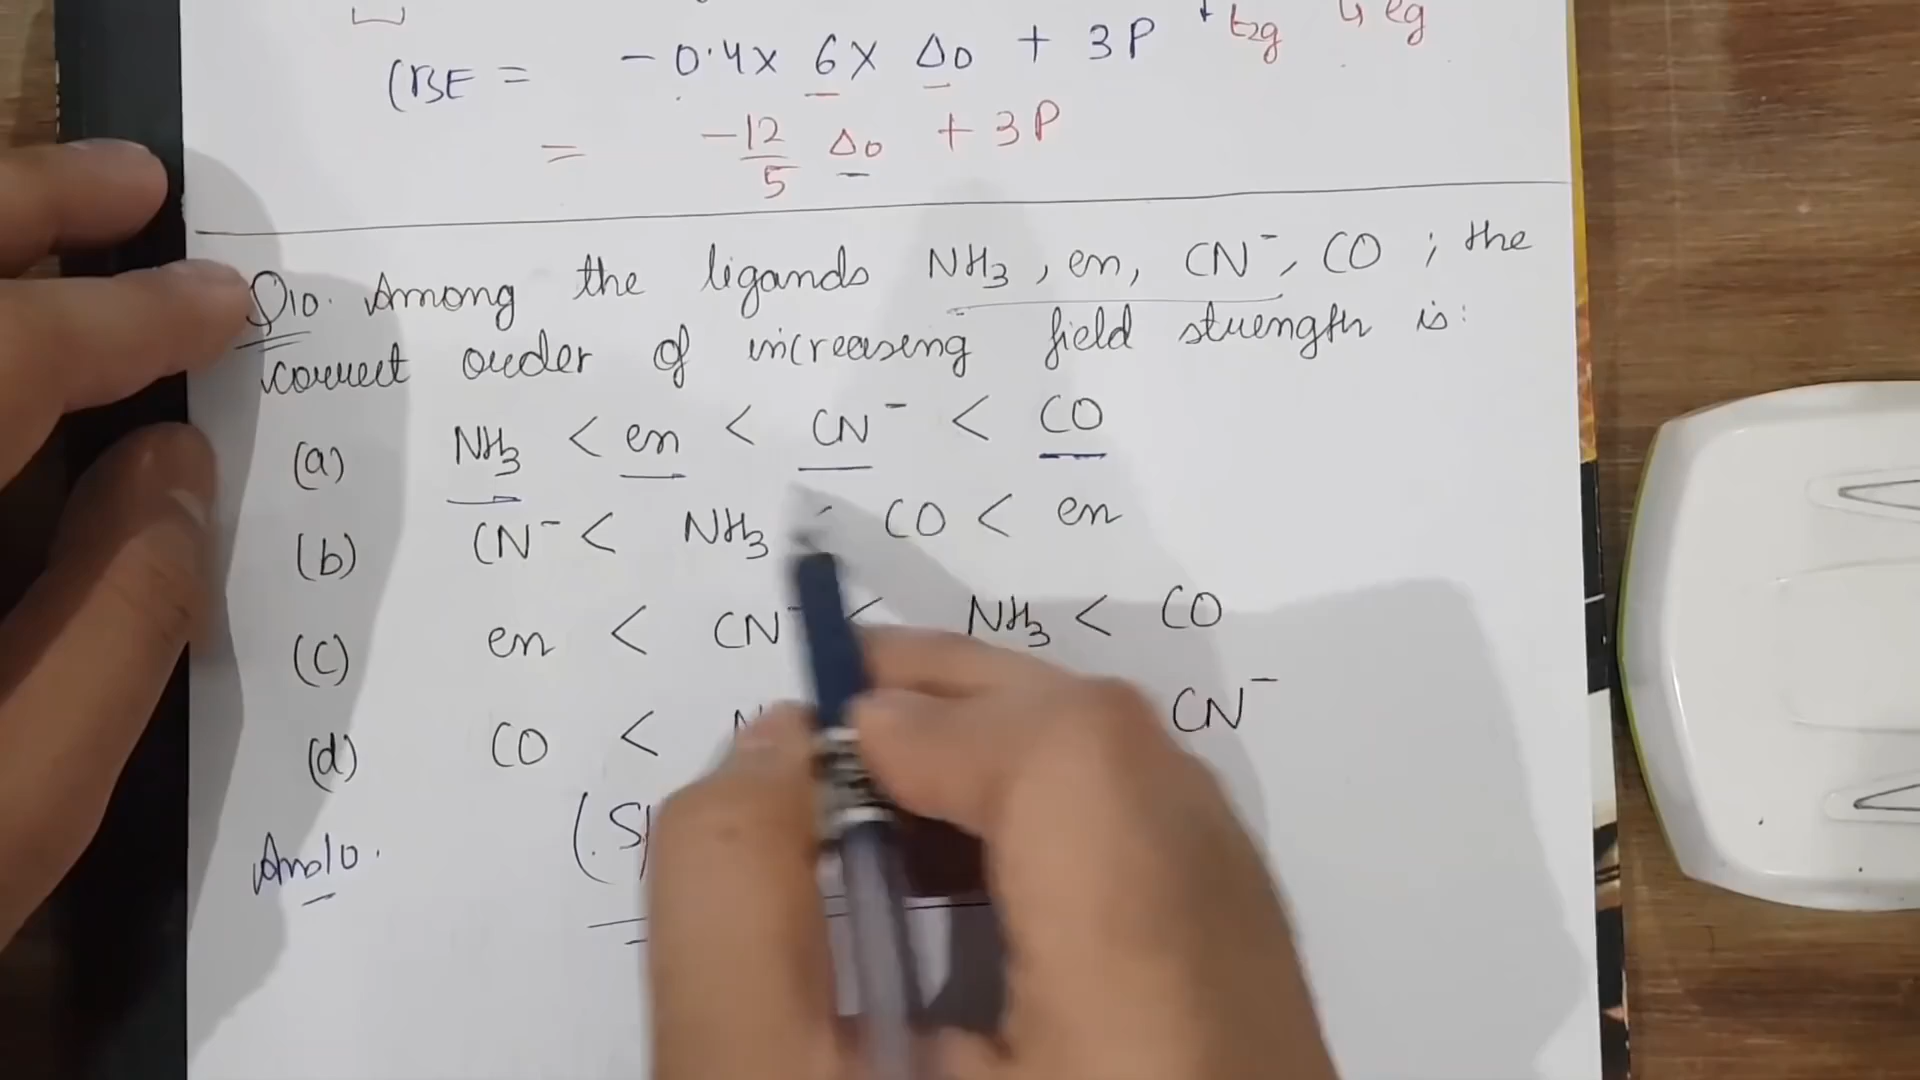 CFSE = - 0.4 x 6 x Δo + 3P t2g eg
= -12/5 Δo + 3P
Q10. Among the ligands NH3, en, CN-, CO ; the
correct order of increasing field strength is:
(a) NH3 < en < CN- < CO
(b) CN- < NH3 < CO < en
(c) en < CN- < NH3 < CO
(d) CO < CN-
Ans10.